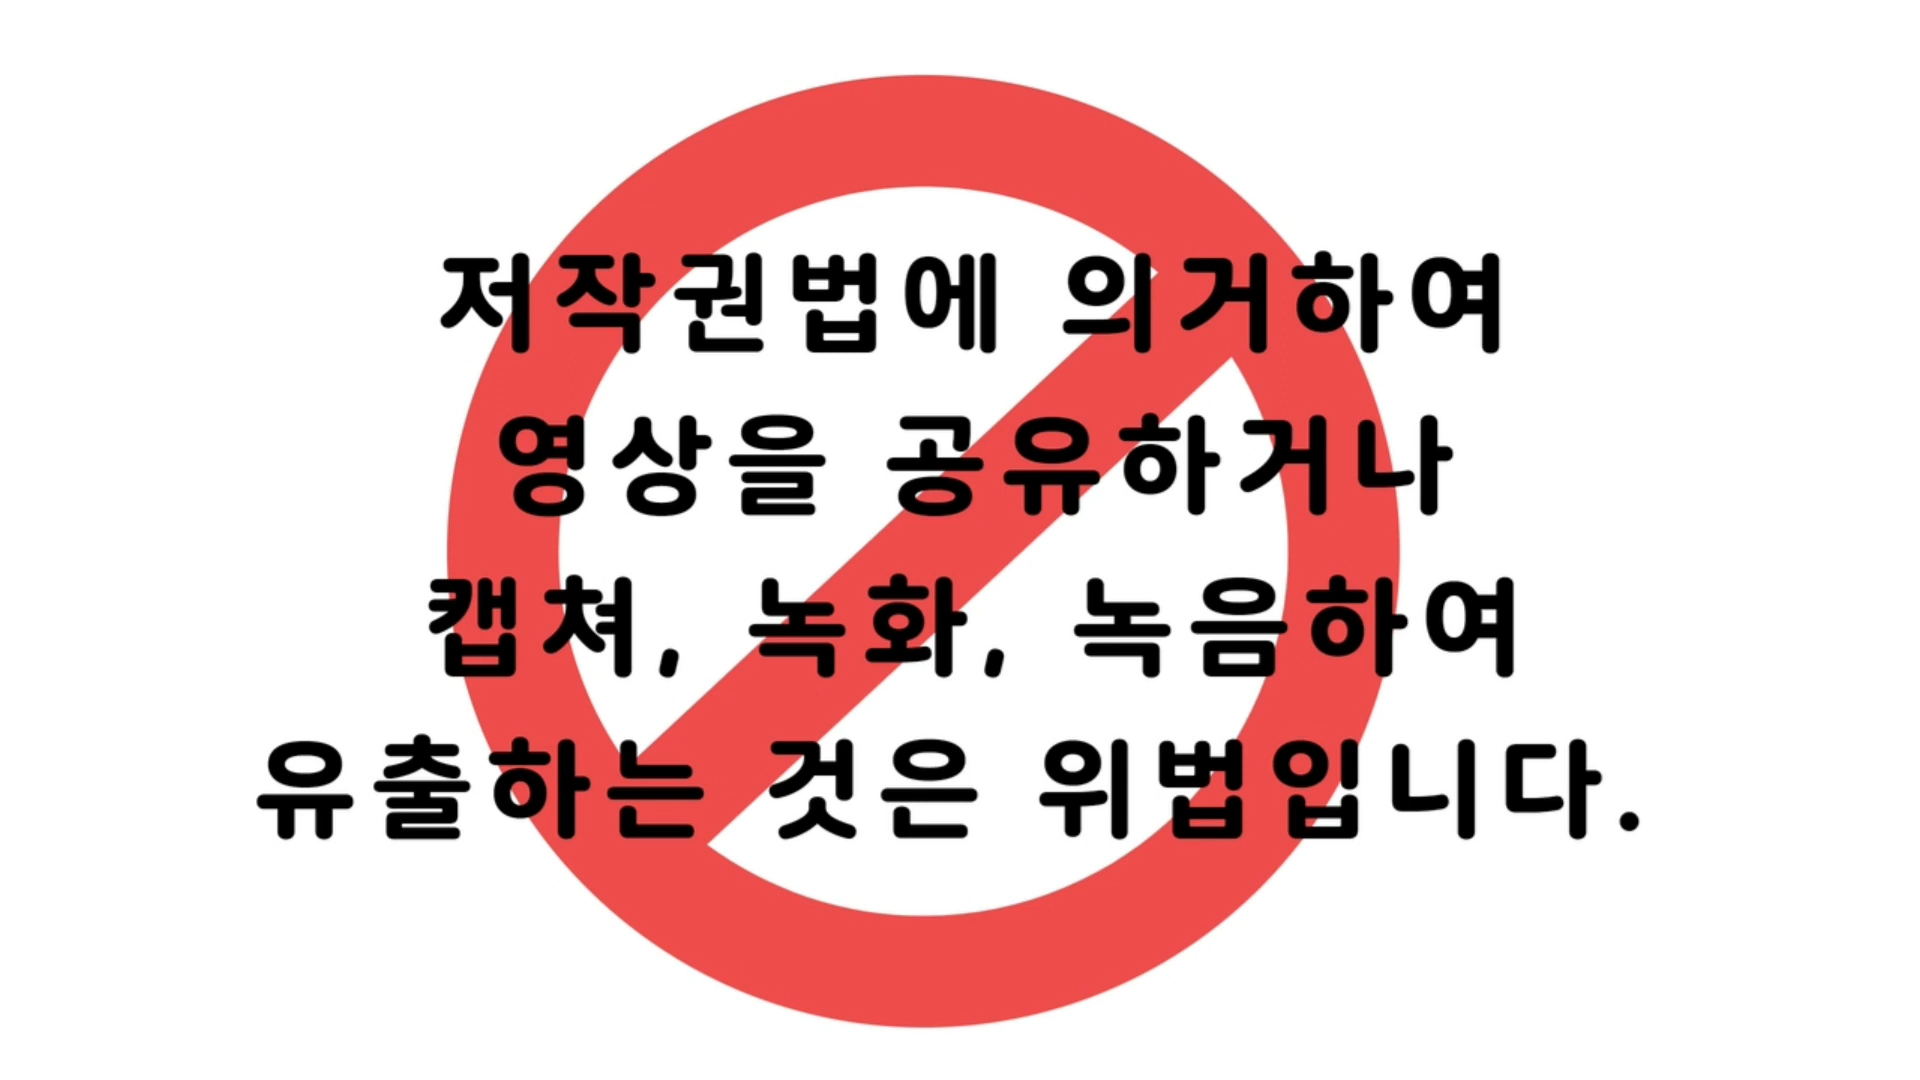 저작권법에 의거하여
영상을 공유하거나
캡쳐, 녹화, 녹음하여
유출하는 것은 위법입니다.